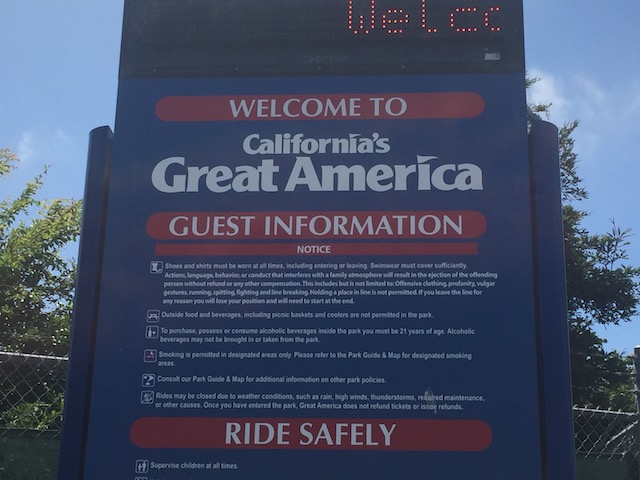 Welcc
WELCOME TO
California's
Great America
GUEST INFORMATION
NOTICE
Shoes and shirts must be worn at all times, including entering or leaving. Swimwear must cover sufficiently.
Actions, language, behavior, or conduct that interferes with a family atmosphere will result in the ejection of the offending
person without refund or any other compensation. This includes but is not limited to: Offensive clothing, profanity, vulgar
gestures, running, spitting, fighting and line breaking. Holding a place in line is not permitted. If you leave the line for
any reason you will lose your position and will need to start at the end.
Outside food and beverages, including picnic baskets and coolers are not permitted in the park.
To purchase, possess or consume alcoholic beverages inside the park you must be 21 years of age. Alcoholic
beverages may not be brought in or taken from the park.
Smoking is permitted in designated areas only. Please refer to the Park Guide & Map for designated smoking
areas.
Consult our Park Guide & Map for additional information on other park policies.
Rides may be closed due to weather conditions, such as rain, high winds, thunderstorms, required maintenance,
or other causes. Once you have entered the park, Great America does not refund tickets or issue refunds.
RIDE SAFELY
Supervise children at all times.